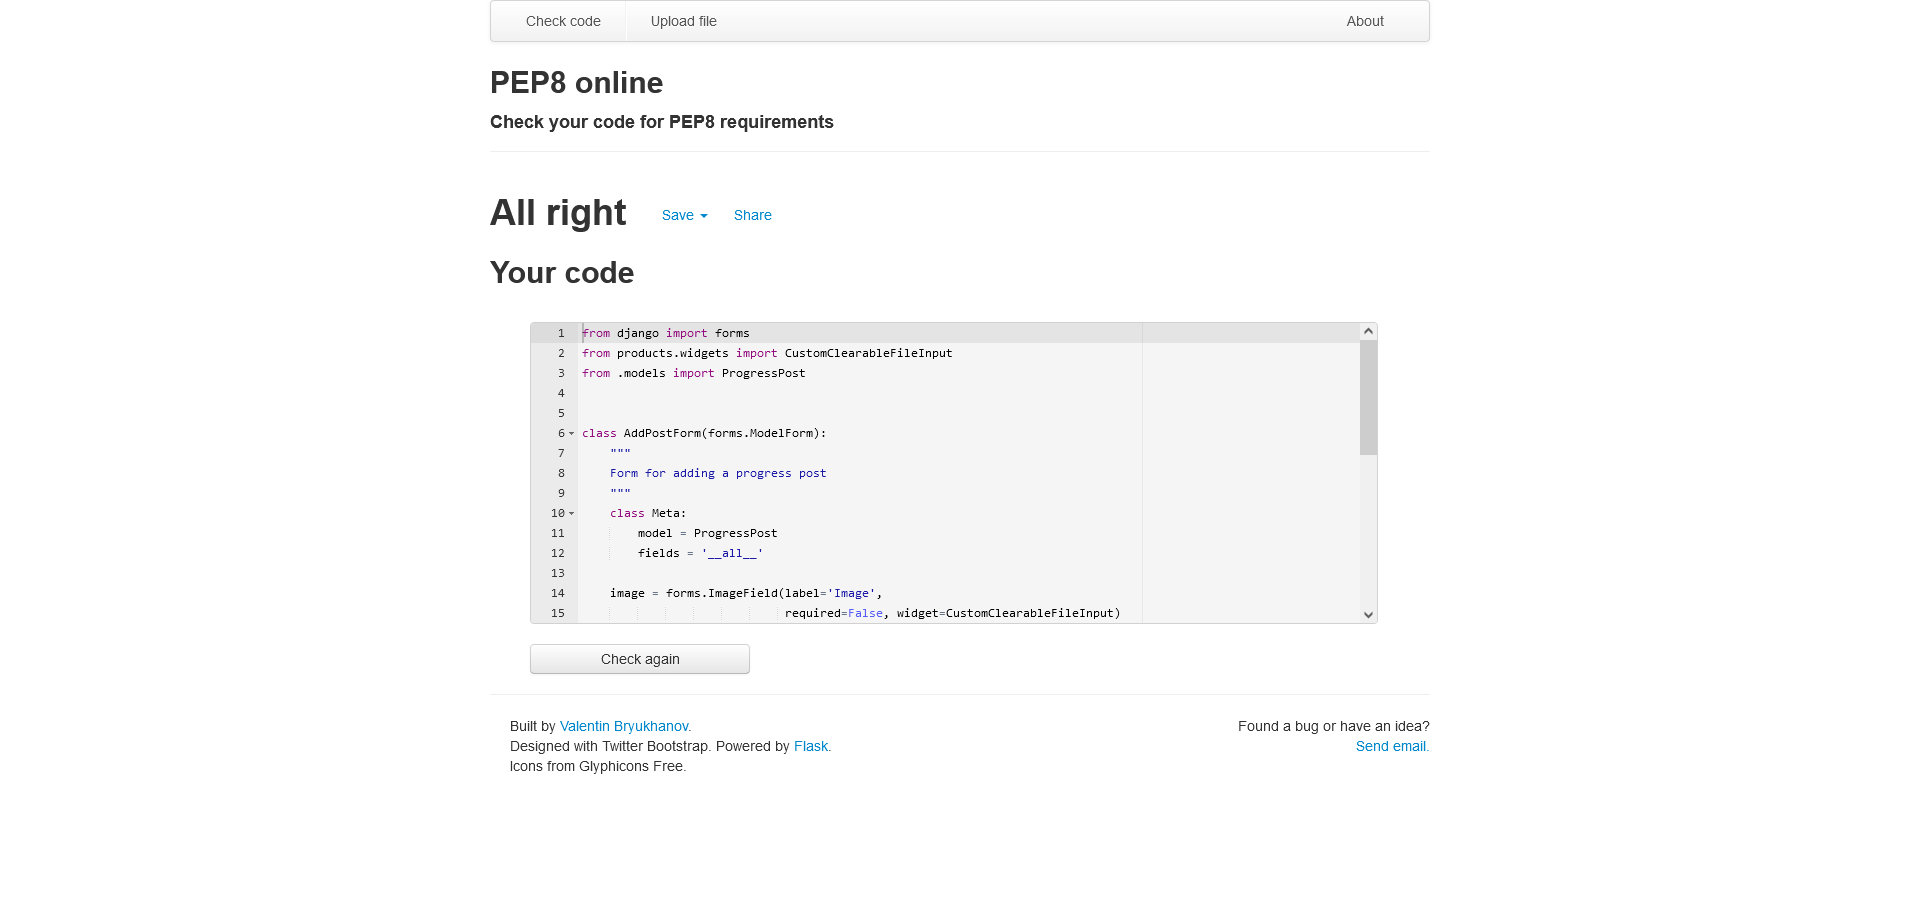 Check code Upload file About
PEP8 online
Check your code for PEP8 requirements
All right Save Share
Your code
1 from django import forms
2 from products.widgets import CustomClearableFileInput
3 from .models import ProgressPost
4
5
6 class AddPostForm(forms.ModelForm):
7     """
8     Form for adding a progress post
9     """
10     class Meta:
11         model = ProgressPost
12         fields = '__all__'
13
14     image = forms.ImageField(label='Image',
15                              required=False, widget=CustomClearableFileInput)
Check again
Built by Valentin Bryukhanov. Found a bug or have an idea?
Designed with Twitter Bootstrap. Powered by Flask. Send email.
Icons from Glyphicons Free.